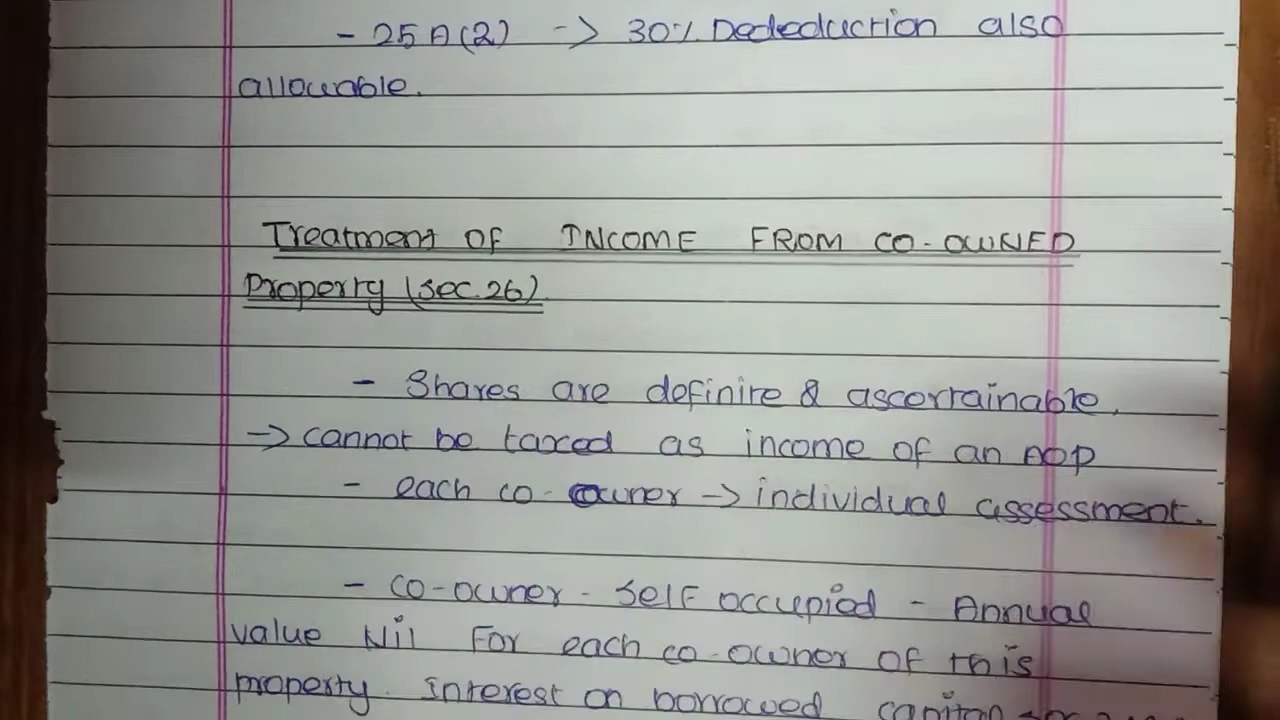 - 25A(2) -> 30% Dededuction also
allowable.
Treatment OF INCOME FROM CO-OWNED
Property (sec.26)
- Shares are definite & ascertainable.
-> cannot be taxed as income of an AOP
- each co-owner -> individual assessment.
- co-owner - self occupied - Annual
value Nil For each co-owner of this
property. Interest on borrowed